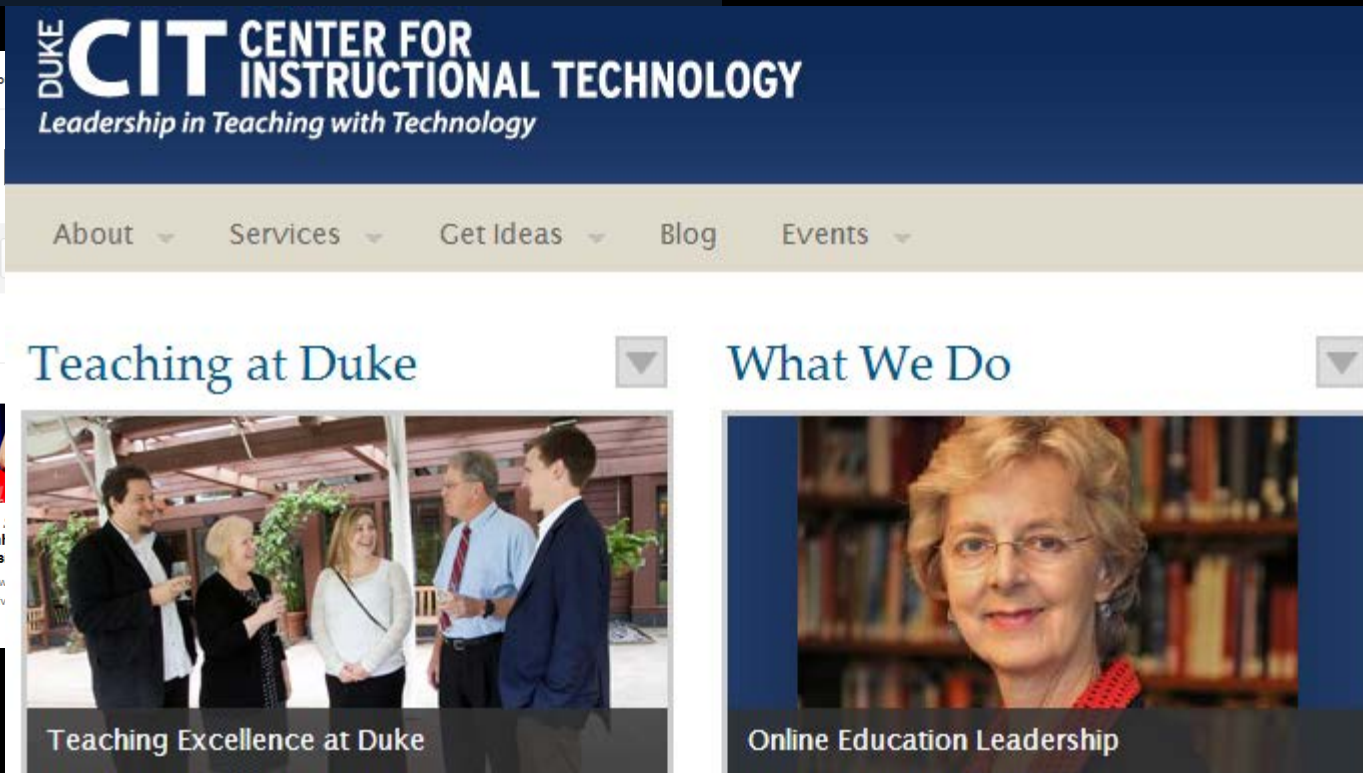 DUKE CIT CENTER FOR
INSTRUCTIONAL TECHNOLOGY
Leadership in Teaching with Technology
About Services Get Ideas Blog Events
Teaching at Duke
What We Do
Teaching Excellence at Duke
Online Education Leadership